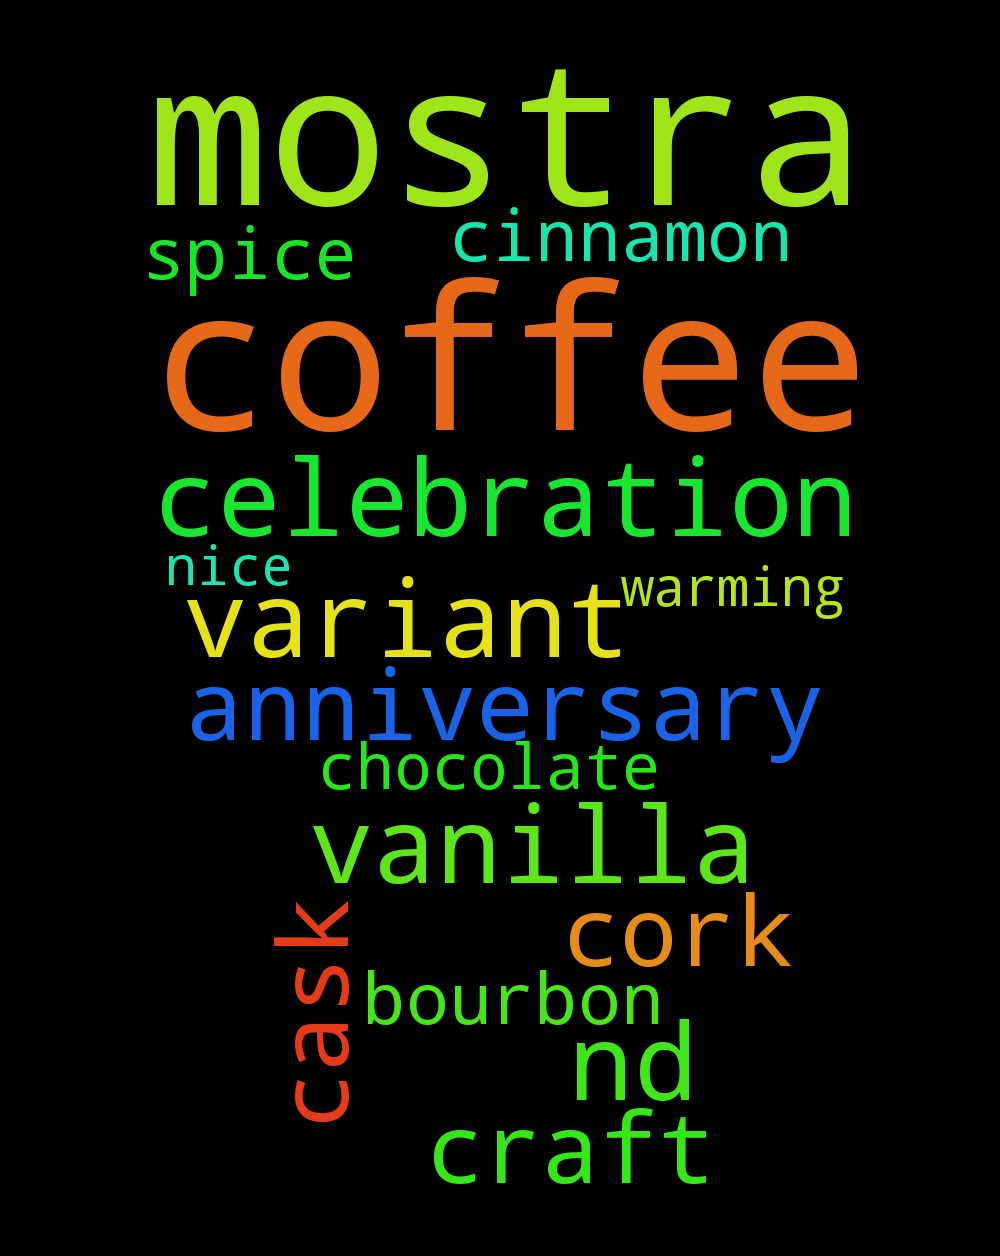 mostra
spice
cinnamon
coffee
celebration
nice
warming
variant
anniversary
chocolate
vanilla
cork
cask
bourbon
nd
craft